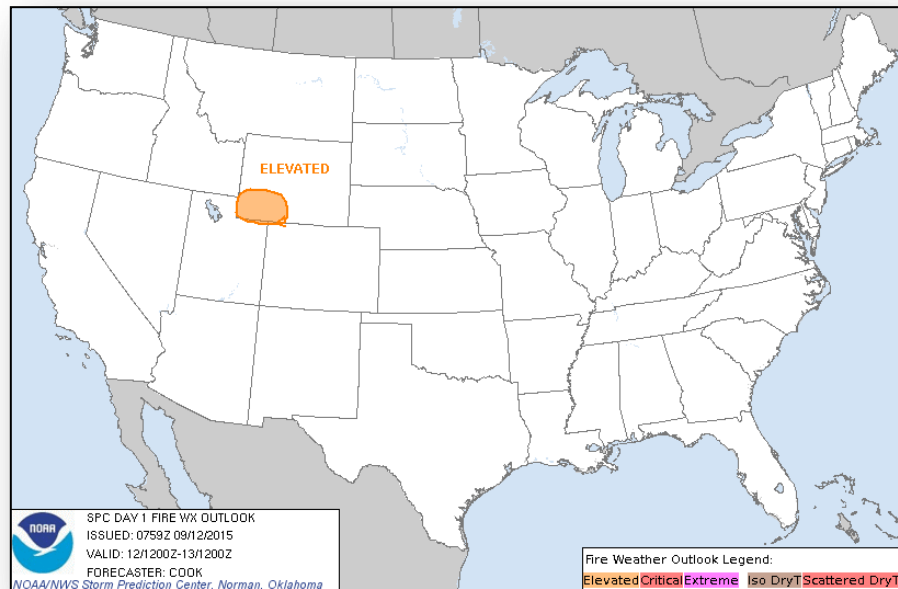 ELEVATED
NOAA
SPC DAY 1 FIRE WX OUTLOOK
ISSUED: 0759Z 09/12/2015
VALID: 12/1200Z-13/1200Z
FORECASTER: COOK
NOAA/NWS Storm Prediction Center, Norman, Oklahoma
Fire Weather Outlook Legend:
Elevated Critical Extreme Iso DryT Scattered DryT